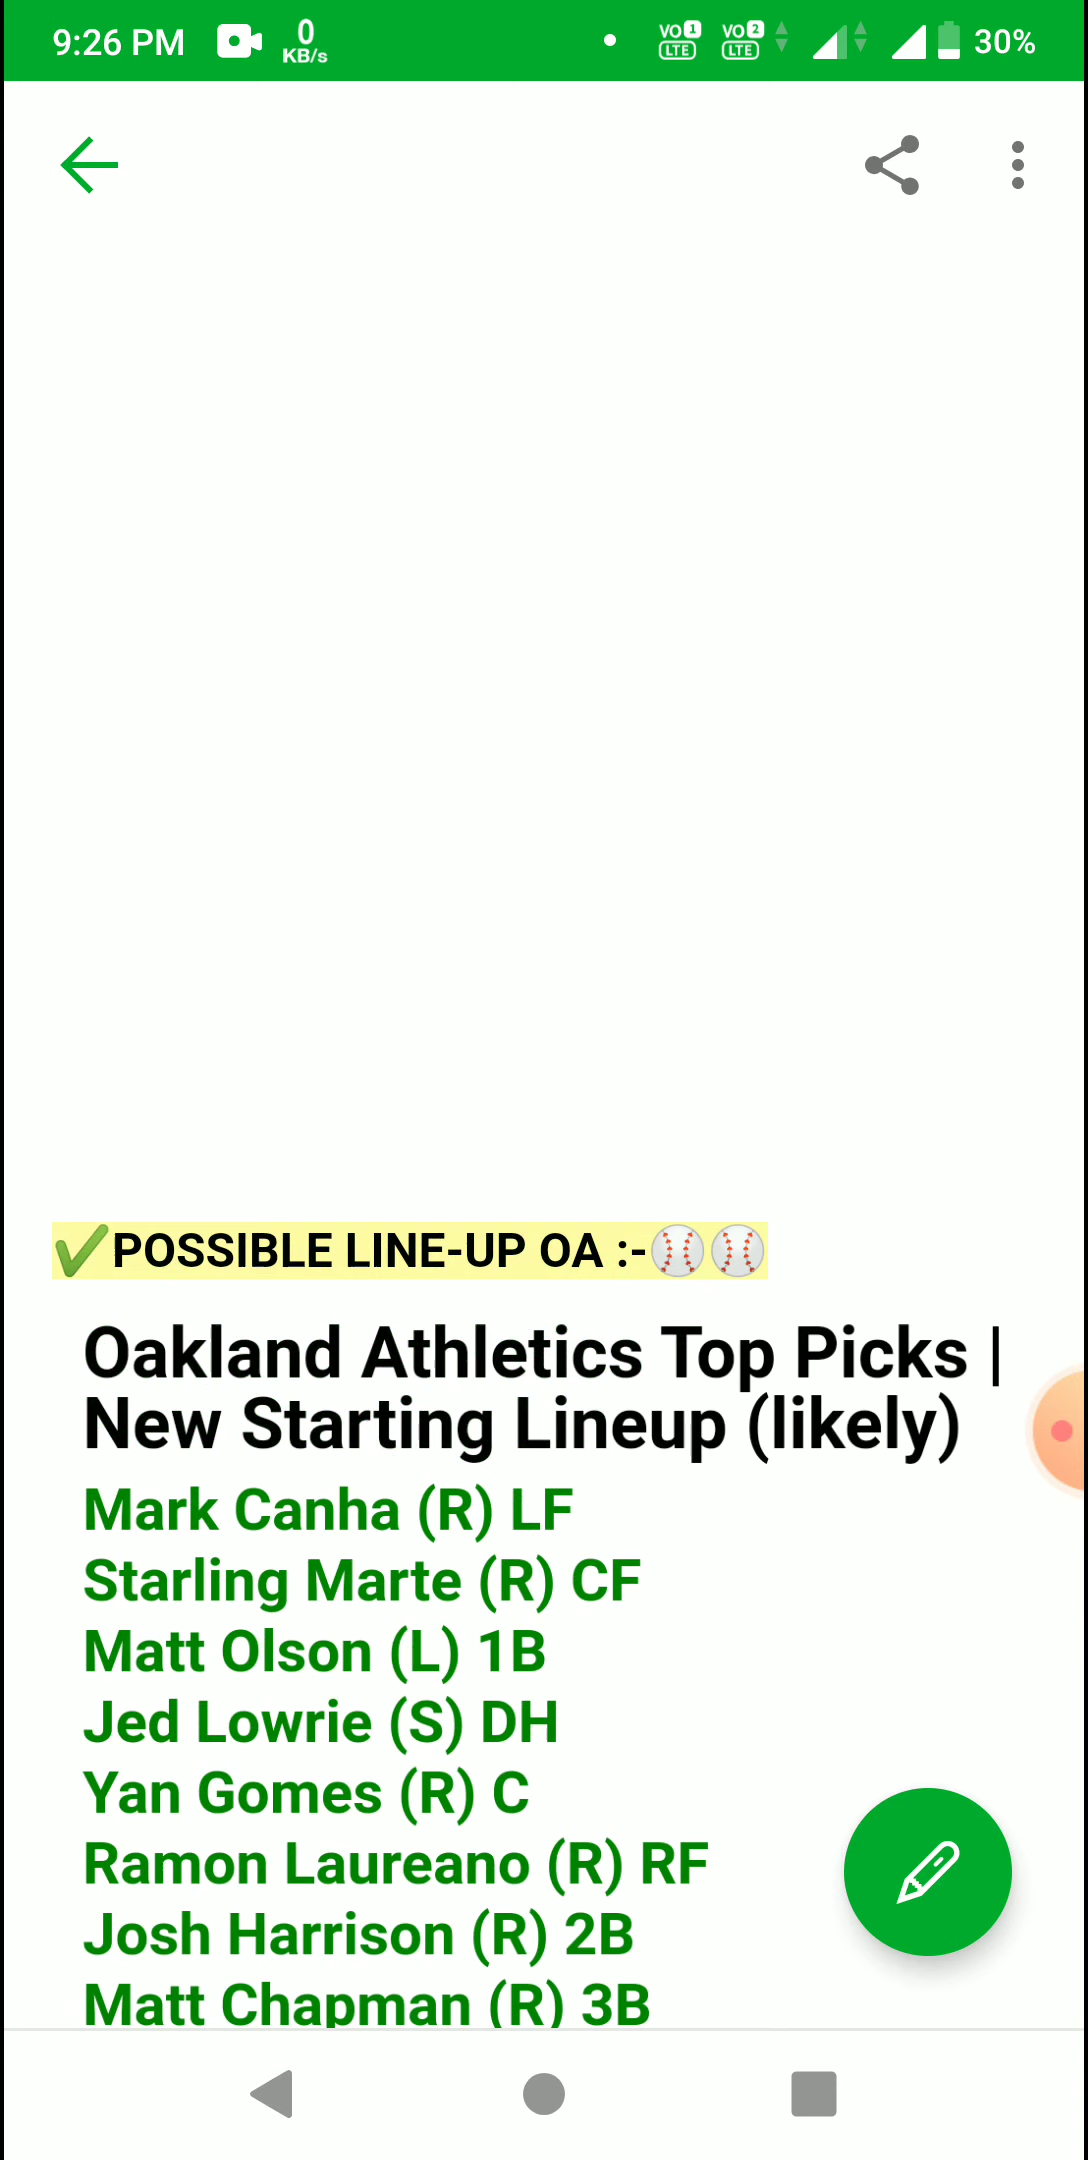 9:26 PM 0 KB/s VO 1 LTE VO 2 LTE 30%
✅POSSIBLE LINE-UP OA :-⚾⚾
Oakland Athletics Top Picks |
New Starting Lineup (likely)
Mark Canha (R) LF
Starling Marte (R) CF
Matt Olson (L) 1B
Jed Lowrie (S) DH
Yan Gomes (R) C
Ramon Laureano (R) RF
Josh Harrison (R) 2B
Matt Chapman (R) 3B